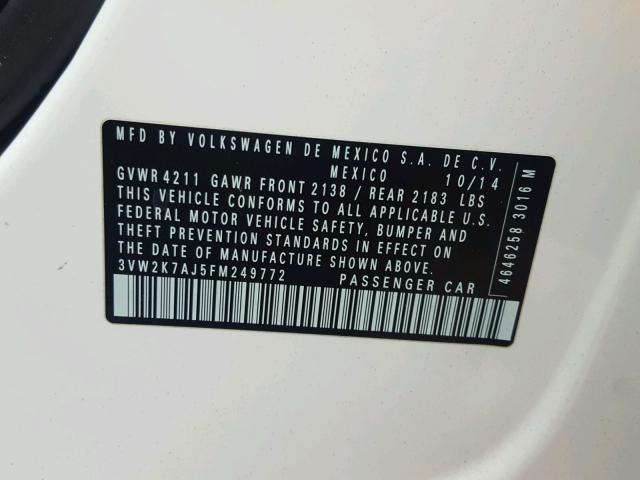 MFD BY VOLKSWAGEN DE MEXICO S.A. DE C.V.
MEXICO 10/14
GVWR 4211 GAWR FRONT 2138 / REAR 2183 LBS
THIS VEHICLE CONFORMS TO ALL APPLICABLE U.S.
FEDERAL MOTOR VEHICLE SAFETY, BUMPER AND
THEFT PREVENTION STANDARDS IN EFFECT ON
THE DATE OF MANUFACTURE SHOWN ABOVE.
3VW2K7AJ5FM249772 PASSENGER CAR
4646258 3016 M